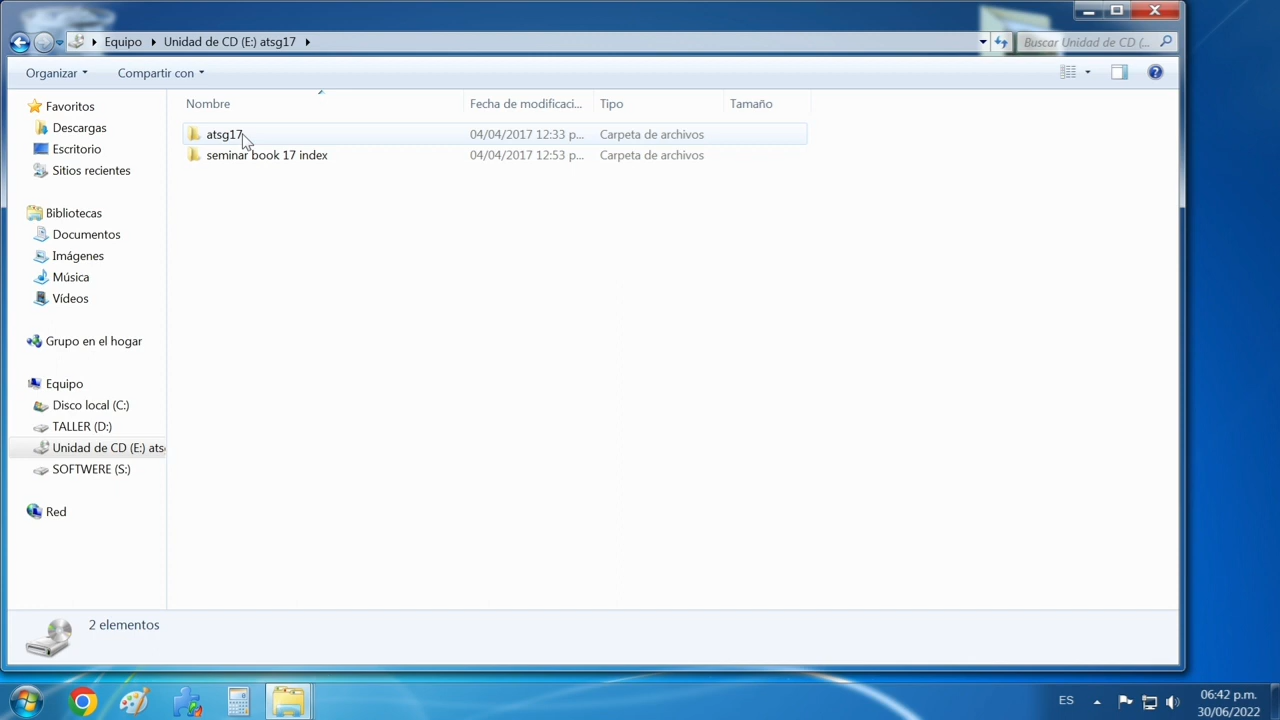 Equipo Unidad de CD (E:) atsg17
Buscar Unidad de CD (...
Organizar Compartir con
Nombre Fecha de modificaci... Tipo Tamaño
atsg17 04/04/2017 12:33 p... Carpeta de archivos
seminar book 17 index 04/04/2017 12:53 p... Carpeta de archivos
Favoritos
Descargas
Escritorio
Sitios recientes
Bibliotecas
Documentos
Imágenes
Música
Vídeos
Grupo en el hogar
Equipo
Disco local (C:)
TALLER (D:)
Unidad de CD (E:) ats
SOFTWERE (S:)
Red
2 elementos
ES
06:42 p.m.
30/06/2022